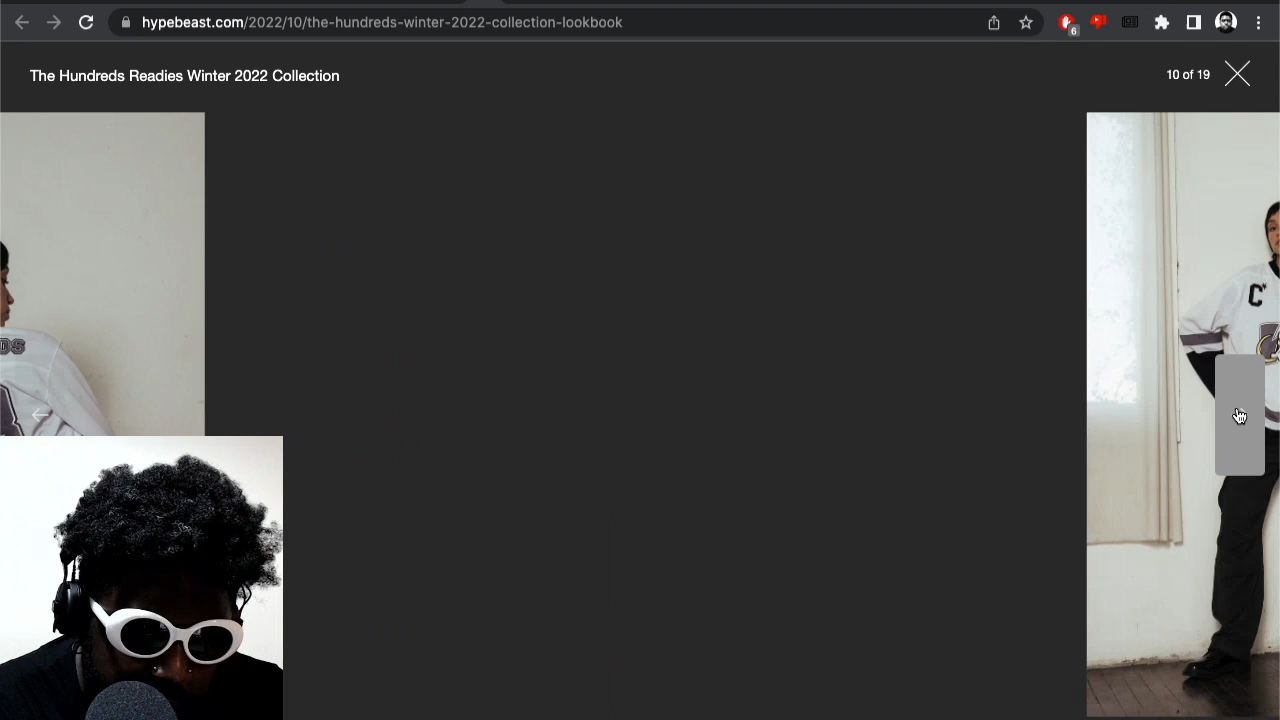 hypebeast.com/2022/10/the-hundreds-winter-2022-collection-lookbook
6
The Hundreds Readies Winter 2022 Collection
10 of 19
DS
C